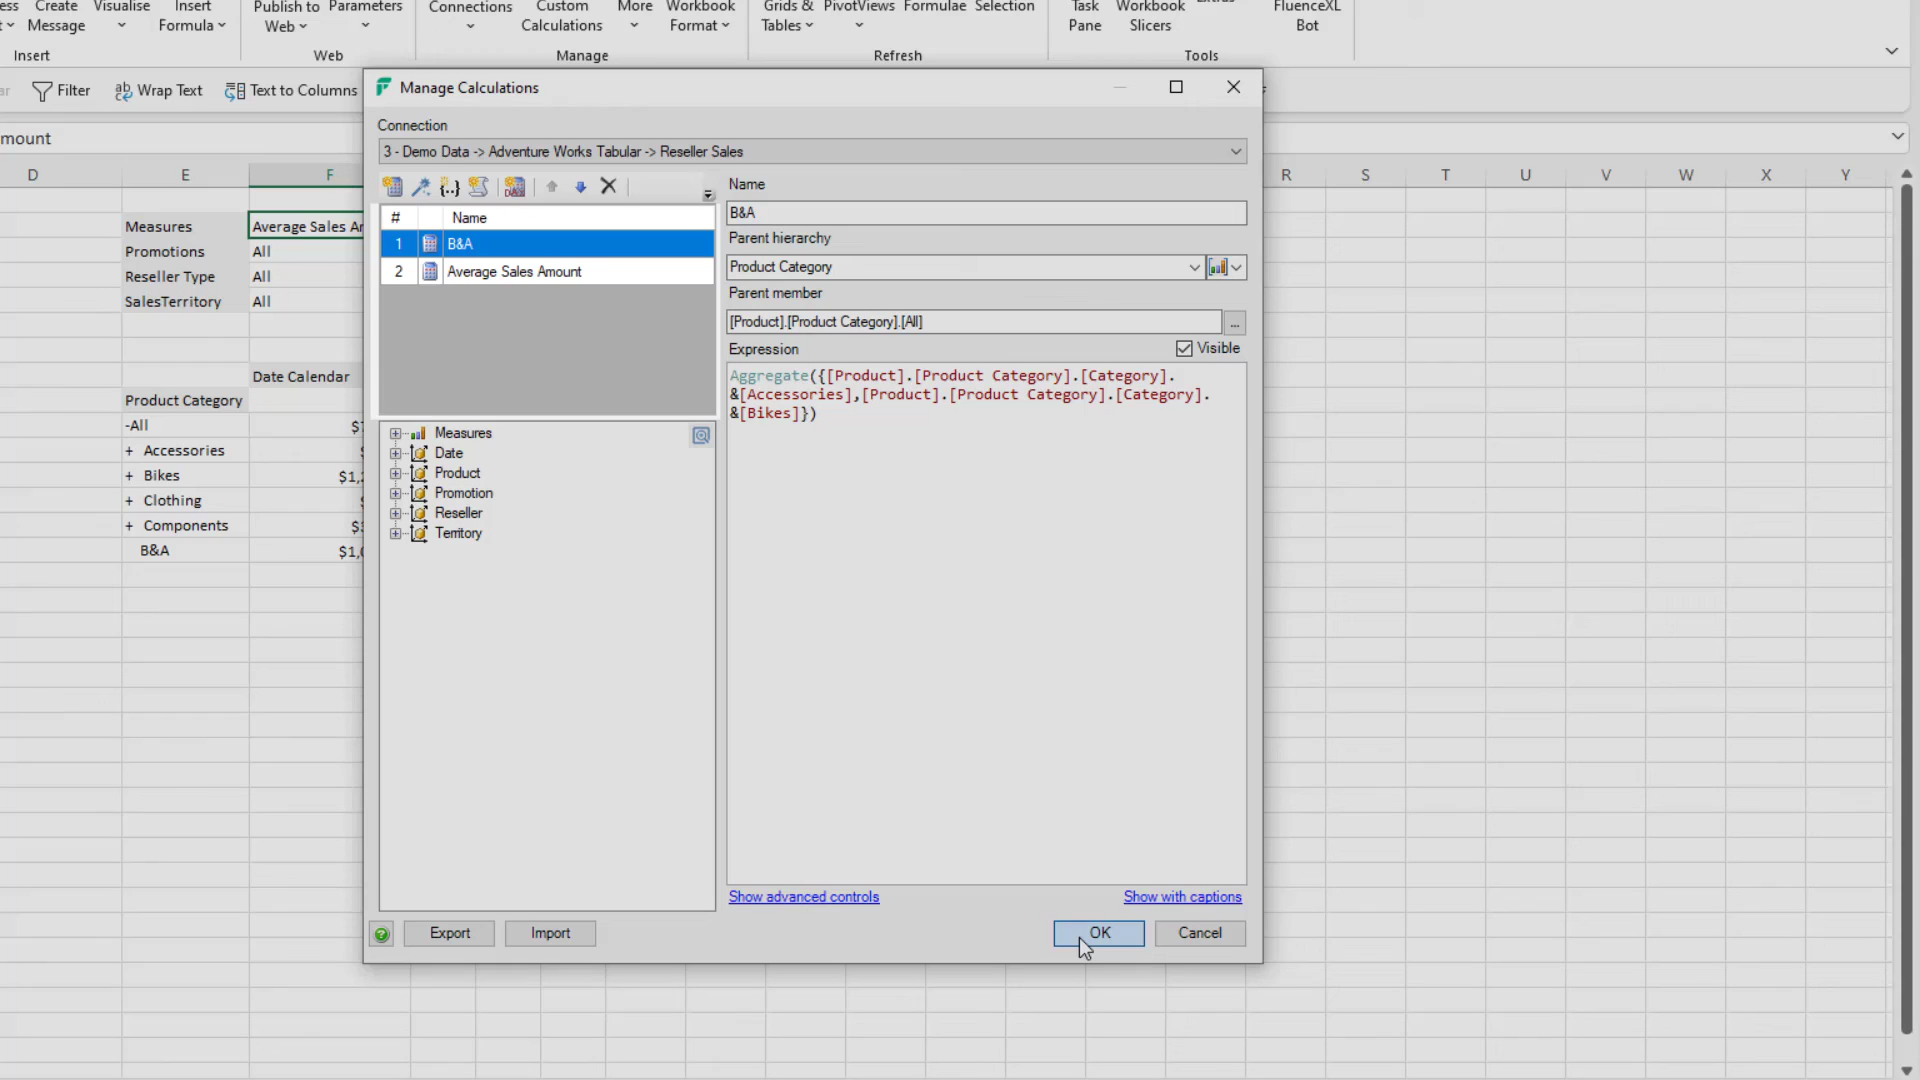 Create Message
Visualise
Insert Formula
Insert
Publish to Web
Parameters
Web
Connections
Custom Calculations
More
Workbook Format
Manage
Grids & Tables
PivotViews
Formulae
Selection
Refresh
Task Pane
Workbook Slicers
Tools
FluenceXL Bot
Filter
Wrap Text
Text to Columns
mount
D E F R S T U V W X Y
Measures Average Sales Am
Promotions All
Reseller Type All
SalesTerritory All
Date Calendar
Product Category
-All
+ Accessories
+ Bikes $1,
+ Clothing
+ Components
B&A $1,
Manage Calculations
Connection
3 - Demo Data -> Adventure Works Tabular -> Reseller Sales
# Name
1 B&A
2 Average Sales Amount
Measures
Date
Product
Promotion
Reseller
Territory
Name
B&A
Parent hierarchy
Product Category
Parent member
[Product].[Product Category].[All]
...
Expression
Visible
Aggregate({[Product].[Product Category].[Category].
&[Accessories],[Product].[Product Category].[Category].
&[Bikes]})
Show advanced controls
Show with captions
Export
Import
OK
Cancel